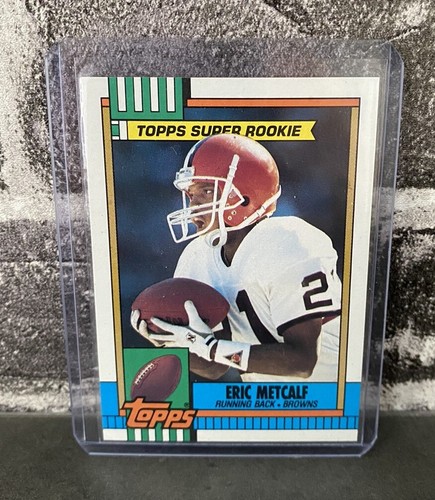 TOPPS SUPER ROOKIE
21
ERIC METCALF
RUNNING BACK • BROWNS
TOPPS